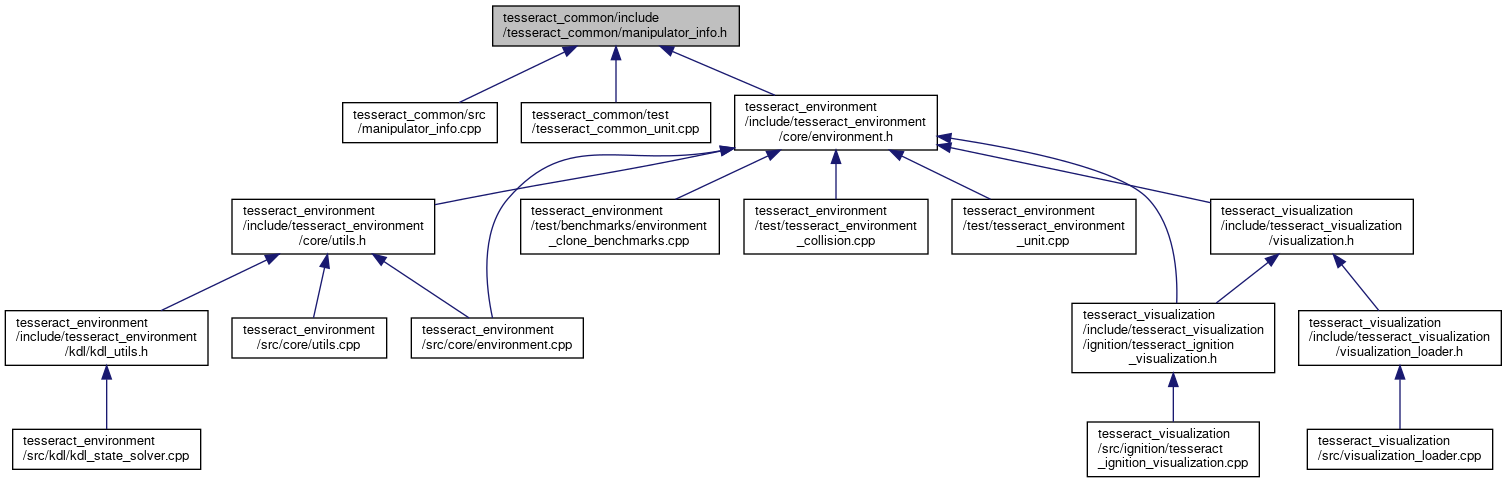 tesseract_common/include
/tesseract_common/manipulator_info.h
tesseract_common/src
/manipulator_info.cpp
tesseract_common/test
/tesseract_common_unit.cpp
tesseract_environment
/include/tesseract_environment
/core/environment.h
tesseract_environment
/include/tesseract_environment
/core/utils.h
tesseract_environment
/test/benchmarks/environment
_clone_benchmarks.cpp
tesseract_environment
/test/tesseract_environment
_collision.cpp
tesseract_environment
/test/tesseract_environment
_unit.cpp
tesseract_visualization
/include/tesseract_visualization
/visualization.h
tesseract_environment
/include/tesseract_environment
/kdl/kdl_utils.h
tesseract_environment
/src/core/utils.cpp
tesseract_environment
/src/core/environment.cpp
tesseract_visualization
/include/tesseract_visualization
/ignition/tesseract_ignition
_visualization.h
tesseract_visualization
/include/tesseract_visualization
/visualization_loader.h
tesseract_environment
/src/kdl/kdl_state_solver.cpp
tesseract_visualization
/src/ignition/tesseract
_ignition_visualization.cpp
tesseract_visualization
/src/visualization_loader.cpp